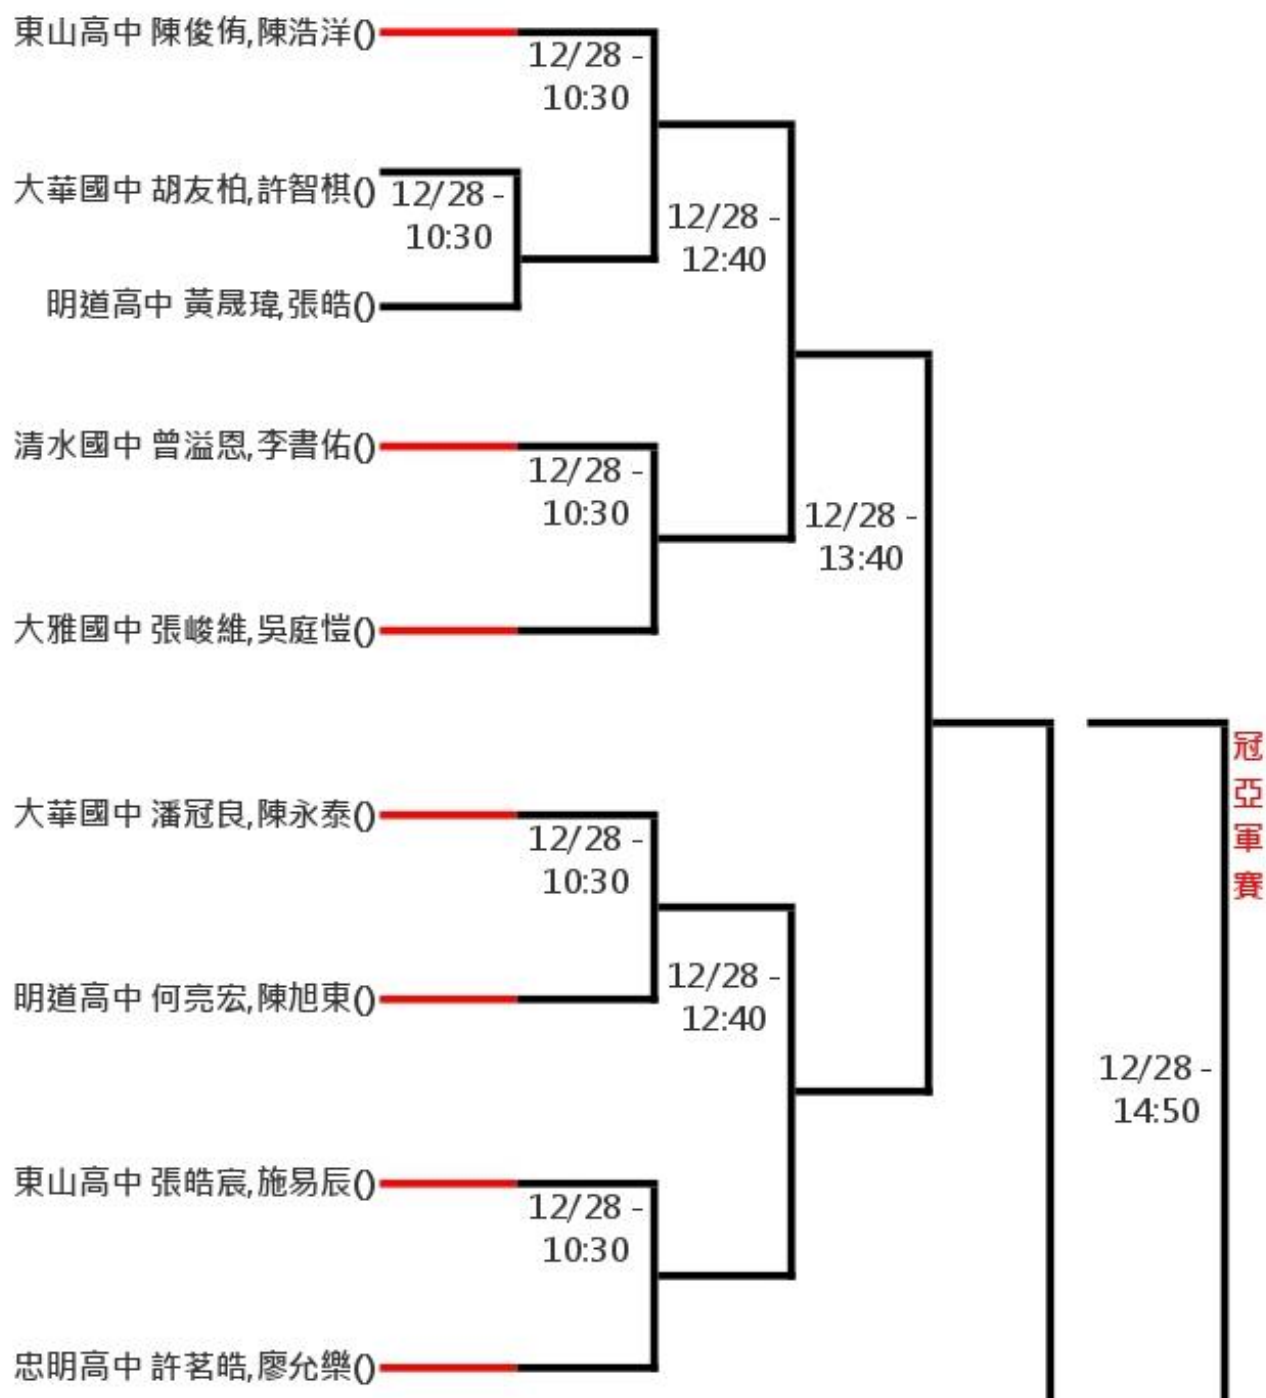 東山高中 陳俊侑,陳浩洋()
12/28 -
10:30
大華國中 胡友柏,許智棋()
12/28 -
10:30
12/28 -
12:40
明道高中 黃晟瑋,張皓()
清水國中 曾溢恩,李書佑()
12/28 -
10:30
12/28 -
13:40
大雅國中 張峻維,吳庭愷()
冠
亞
軍
賽
大華國中 潘冠良,陳永泰()
12/28 -
10:30
明道高中 何亮宏,陳旭東()
12/28 -
12:40
12/28 -
14:50
東山高中 張皓宸,施易辰()
12/28 -
10:30
忠明高中 許茗皓,廖允樂()